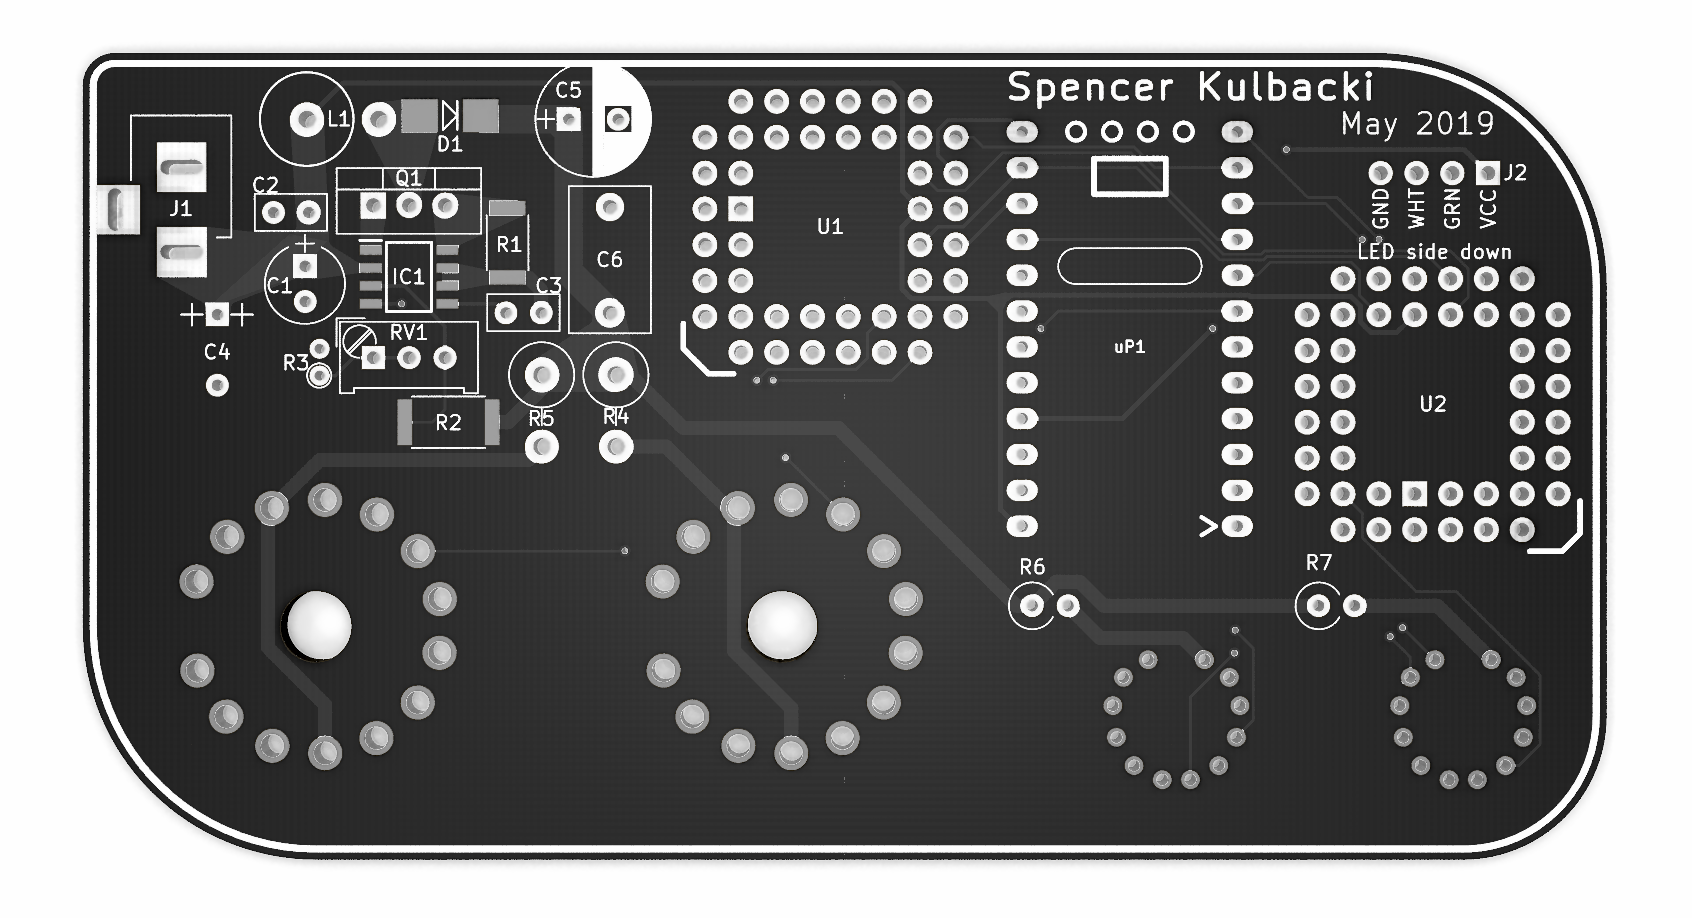 Spencer Kulbacki
May 2019
C5
L1
D1
J2
GND
WHT
GRN
VCC
C2
Q1
J1
U1
R1
LED side down
C6
IC1
C1
C3
RV1
uP1
C4
R3
U2
R2
R5
R4
R6
R7